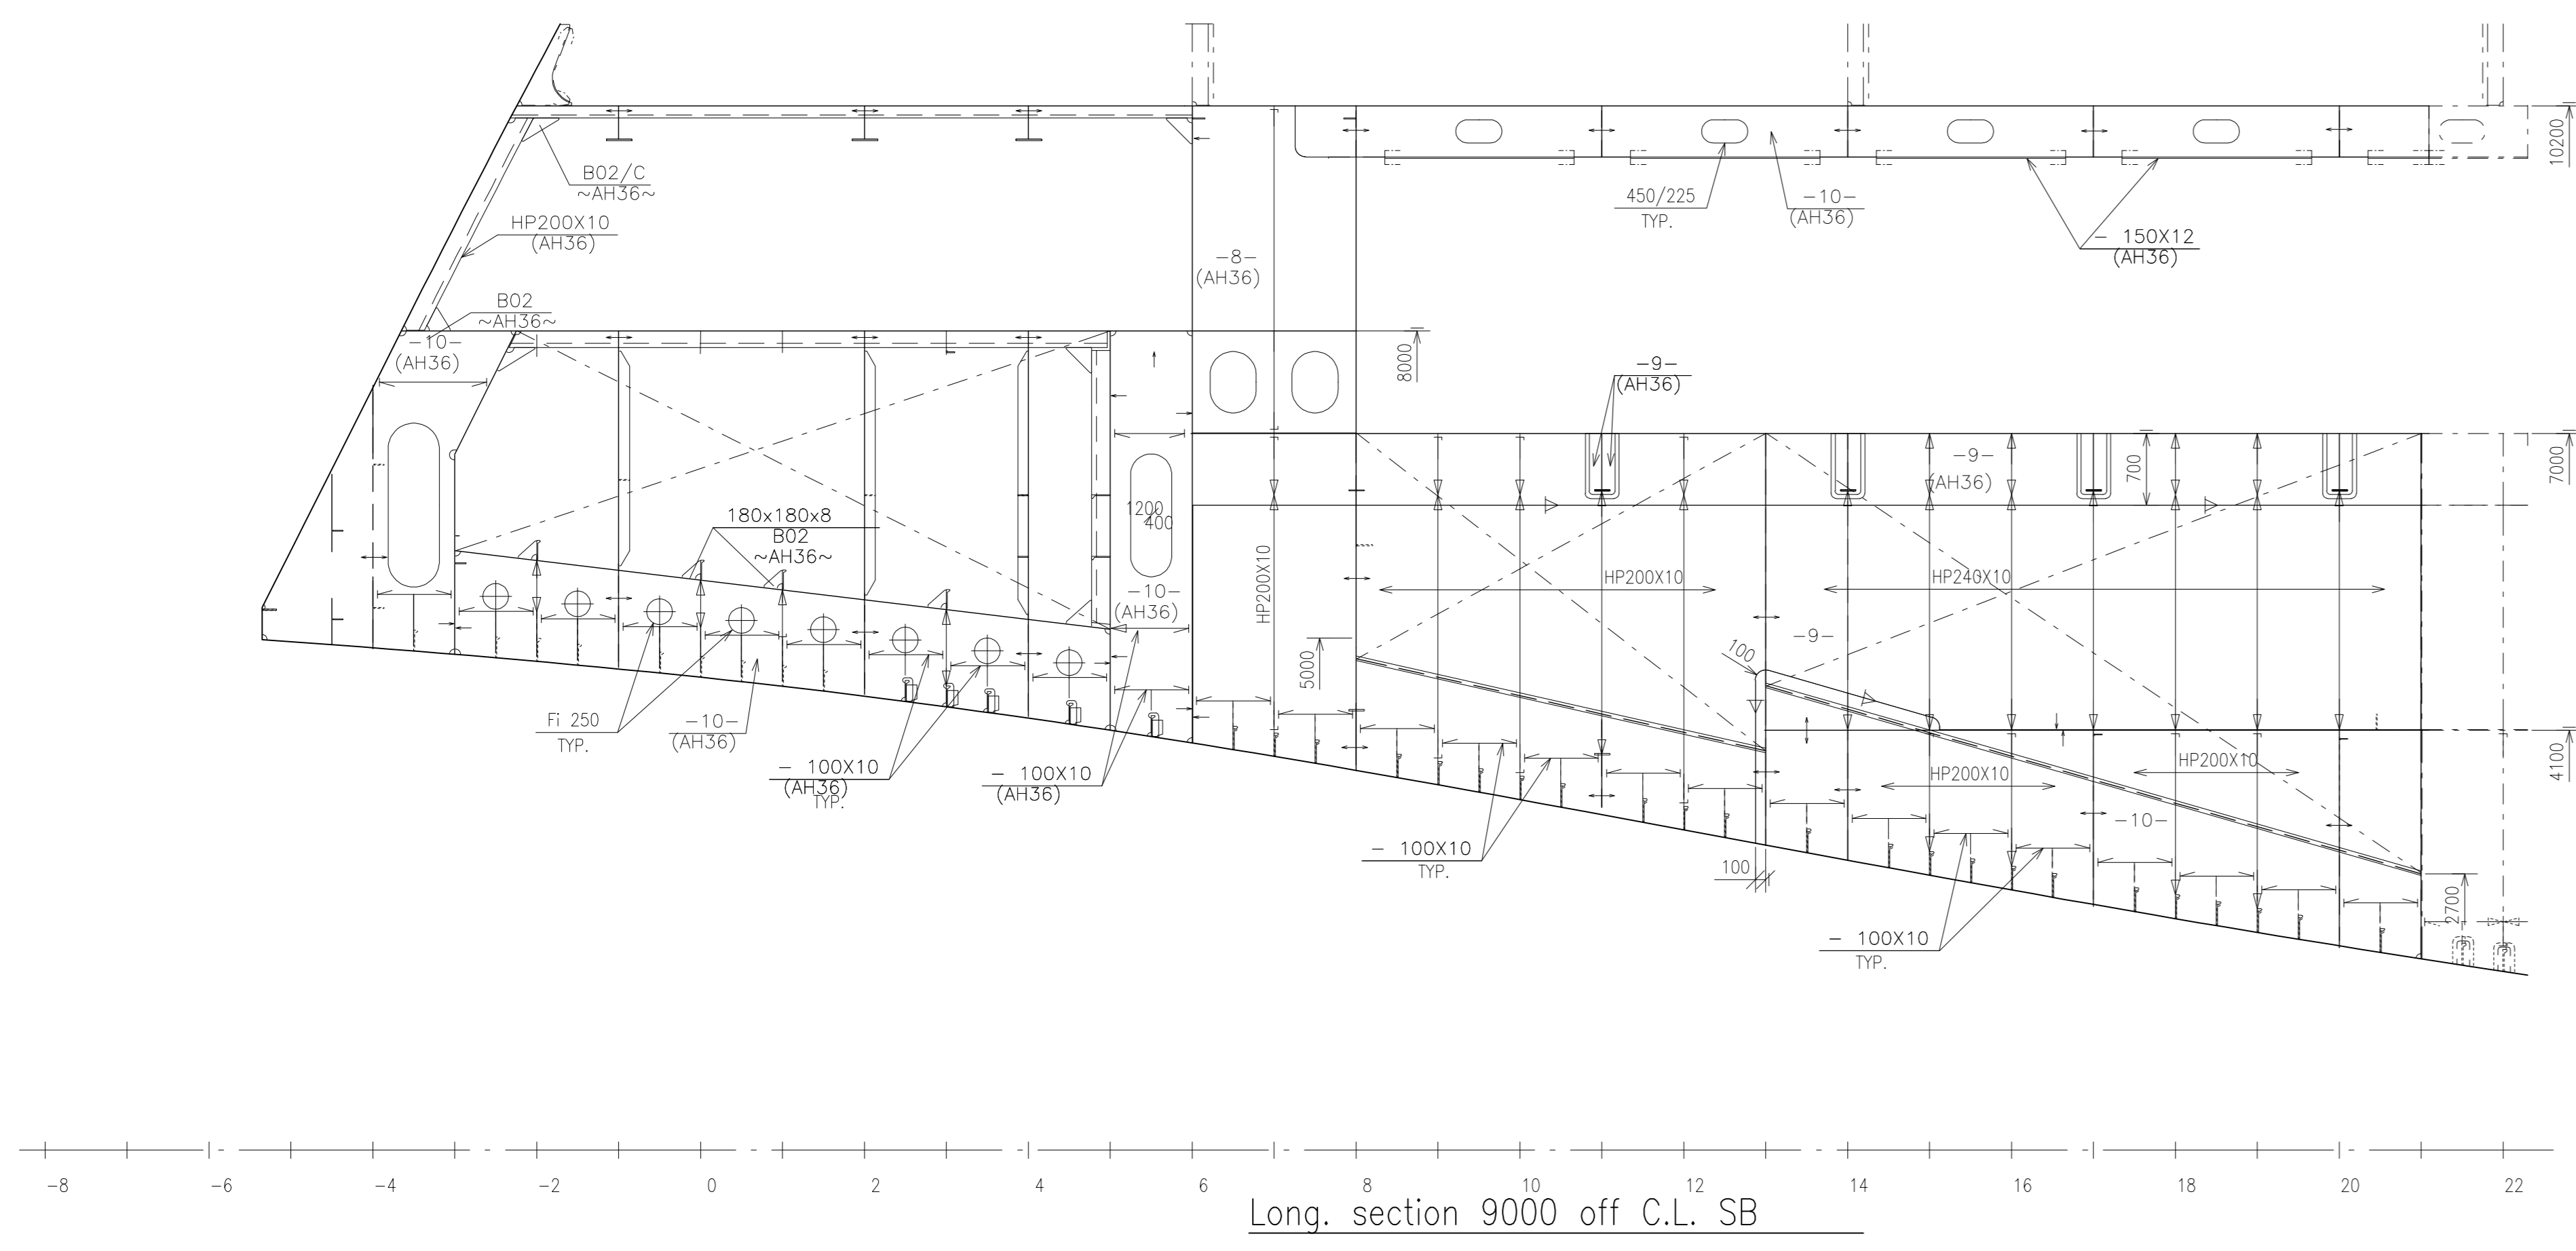 B02/C
~AH36~
HP200X10
(AH36)
450/225
TYP.
-10-
(AH36)
- 150X12
(AH36)
10200
-8-
(AH36)
B02
~AH36~
-10-
(AH36)
8000
-9-
(AH36)
-9-
(AH36)
700
7000
1200
400
180x180x8
B02
~AH36~
HP200X10
HP200X10
HP240X10
-10-
(AH36)
-9-
100
5000
Fi 250
TYP.
-10-
(AH36)
- 100X10
(AH36)
TYP.
- 100X10
(AH36)
HP200X10
HP200X10
4100
-10-
- 100X10
TYP.
100
2700
- 100X10
TYP.
-8 -6 -4 -2 0 2 4 6 8 10 12 14 16 18 20 22
Long. section 9000 off C.L. SB